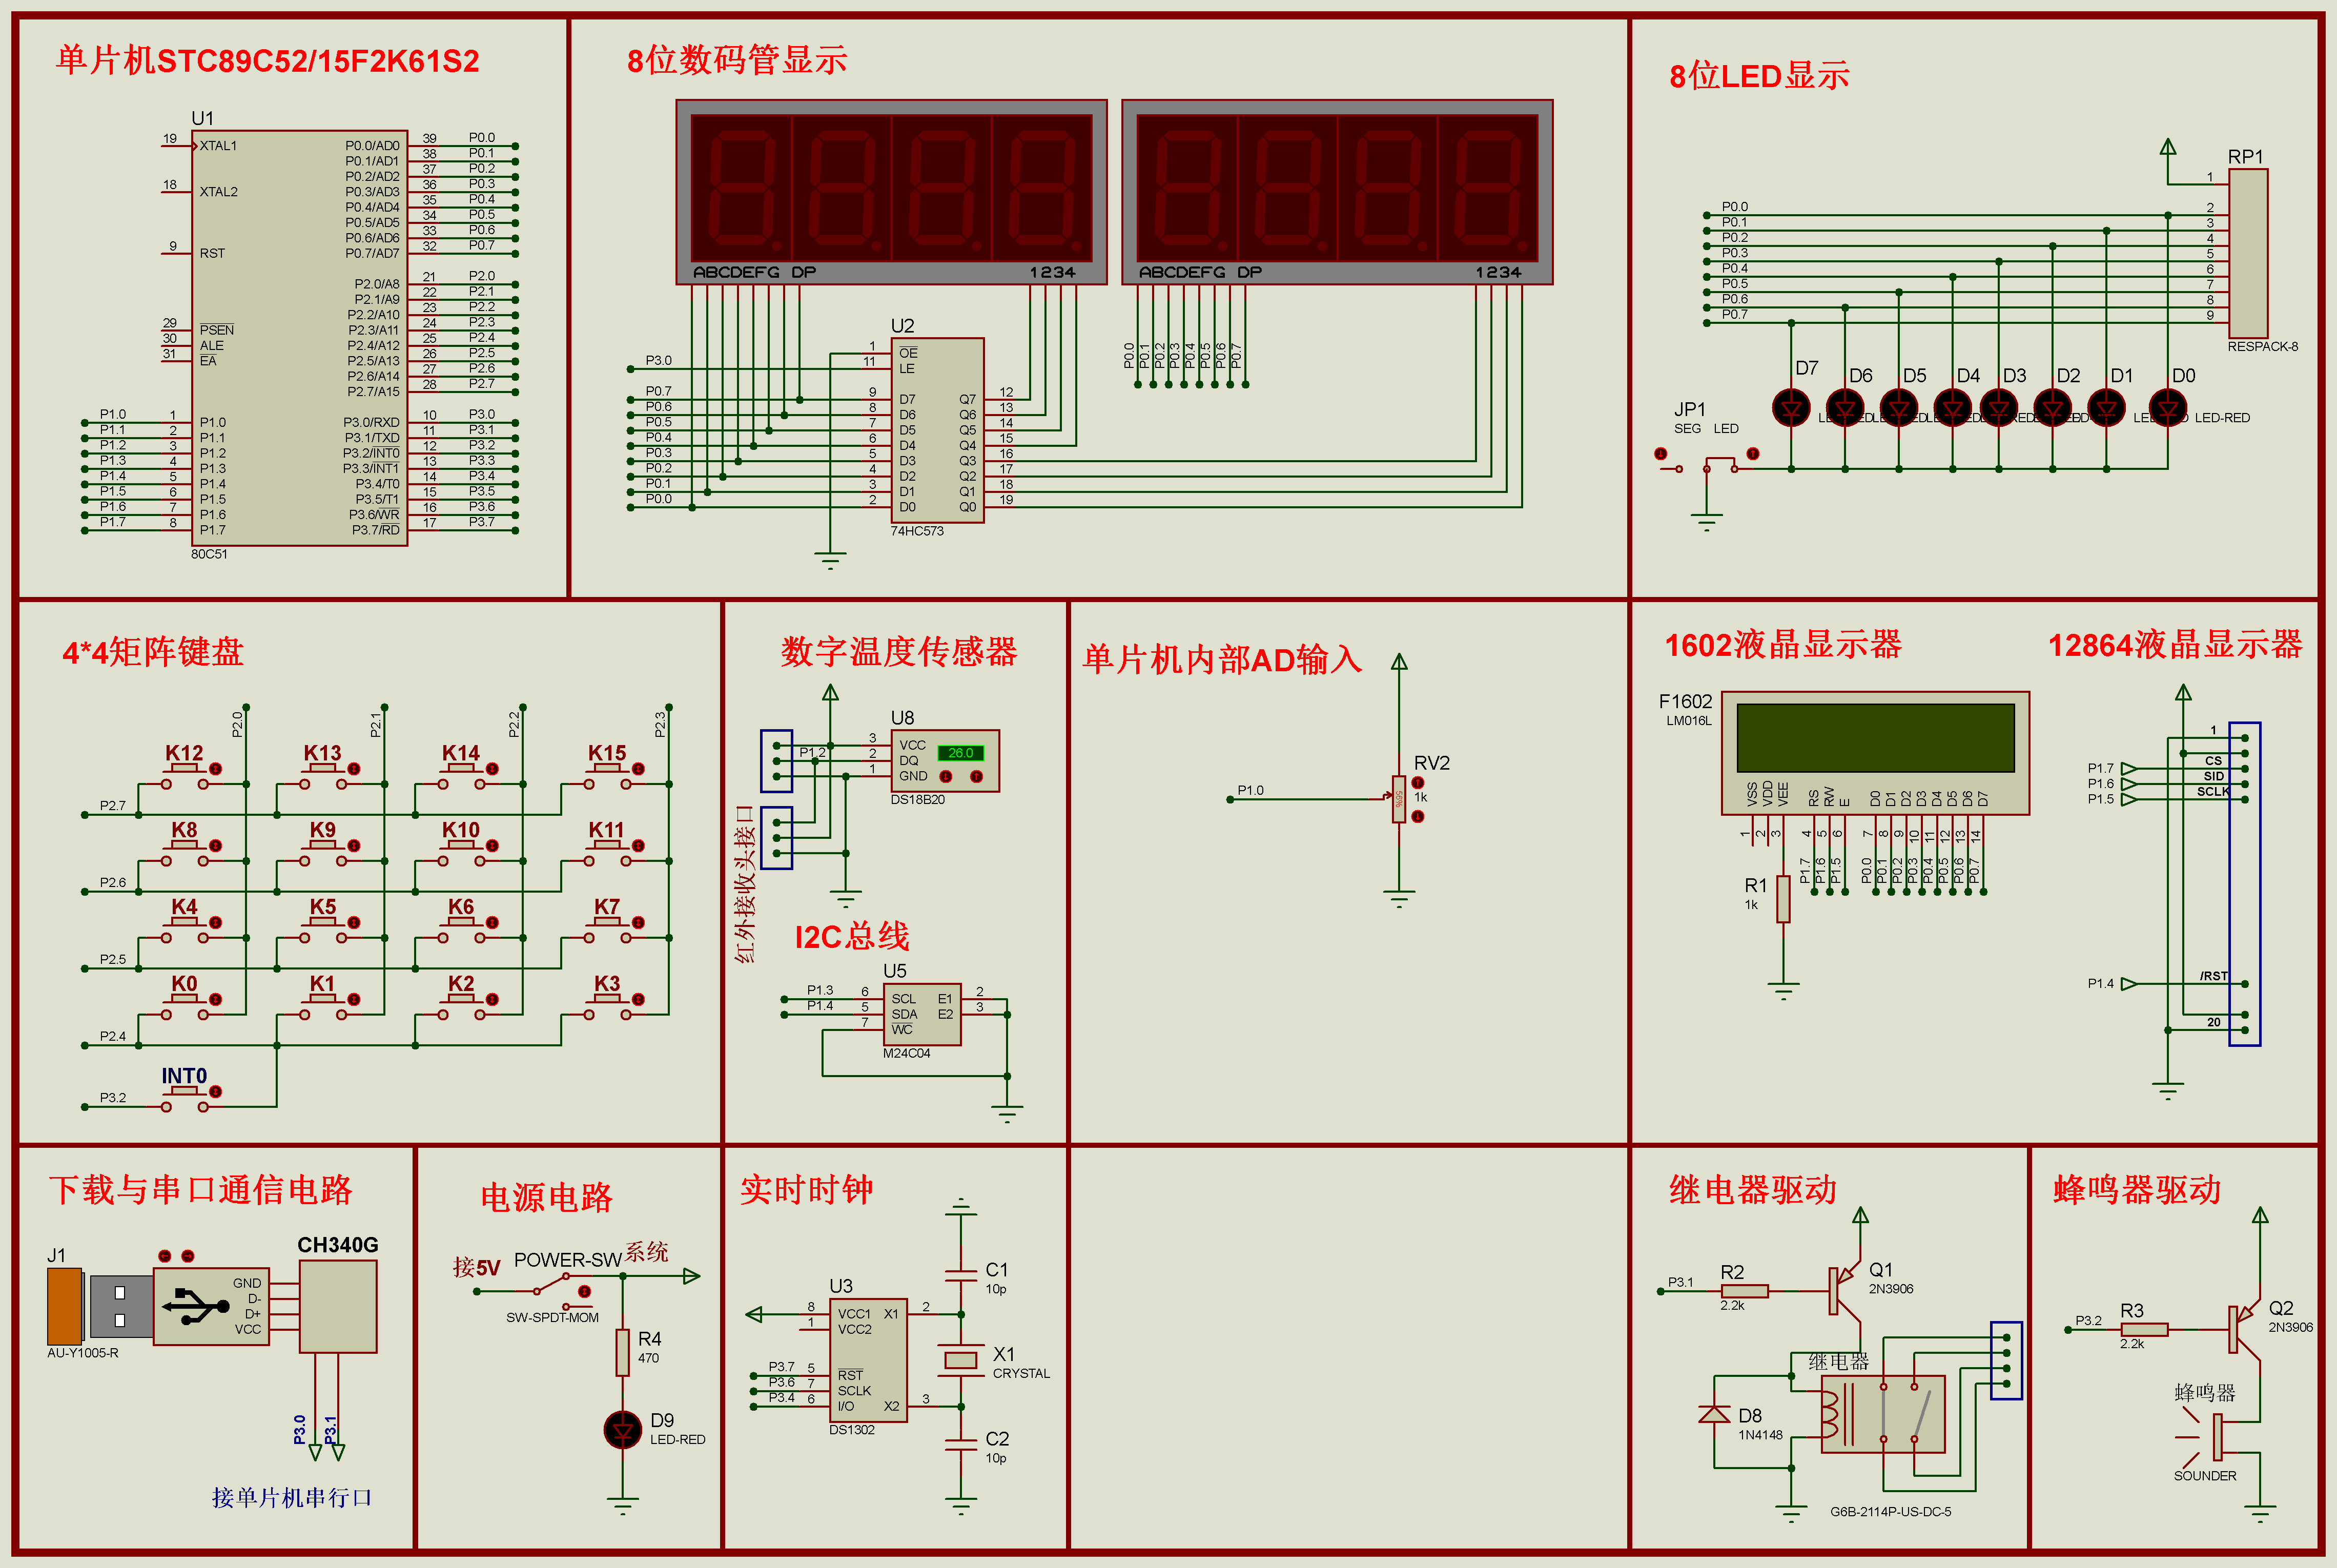 单片机STC89C52/15F2K61S2
U1
19 XTAL1
18 XTAL2
9 RST
29 PSEN
30 ALE
31 EA
P1.0 1 P1.0
P1.1 2 P1.1
P1.2 3 P1.2
P1.3 4 P1.3
P1.4 5 P1.4
P1.5 6 P1.5
P1.6 7 P1.6
P1.7 8 P1.7
P0.0/AD0 39 P0.0
P0.1/AD1 38 P0.1
P0.2/AD2 37 P0.2
P0.3/AD3 36 P0.3
P0.4/AD4 35 P0.4
P0.5/AD5 34 P0.5
P0.6/AD6 33 P0.6
P0.7/AD7 32 P0.7
P2.0/A8 21 P2.0
P2.1/A9 22 P2.1
P2.2/A10 23 P2.2
P2.3/A11 24 P2.3
P2.4/A12 25 P2.4
P2.5/A13 26 P2.5
P2.6/A14 27 P2.6
P2.7/A15 28 P2.7
P3.0/RXD 10 P3.0
P3.1/TXD 11 P3.1
P3.2/INT0 12 P3.2
P3.3/INT1 13 P3.3
P3.4/T0 14 P3.4
P3.5/T1 15 P3.5
P3.6/WR 16 P3.6
P3.7/RD 17 P3.7
80C51
8位数码管显示
ABCDEFG DP 1234
ABCDEFG DP 1234
U2
1 OE
P3.0 11 LE
P0.7 9 D7 Q7 12
P0.6 8 D6 Q6 13
P0.5 7 D5 Q5 14
P0.4 6 D4 Q4 15
P0.3 5 D3 Q3 16
P0.2 4 D2 Q2 17
P0.1 3 D1 Q1 18
P0.0 2 D0 Q0 19
74HC573
P0.0
P0.1
P0.2
P0.3
P0.4
P0.5
P0.6
P0.7
8位LED显示
RP1
1
P0.0 2
P0.1 3
P0.2 4
P0.3 5
P0.4 6
P0.5 7
P0.6 8
P0.7 9
RESPACK-8
D7 D6 D5 D4 D3 D2 D1 D0
LED-RED
JP1
SEG LED
4*4矩阵键盘
P2.0 P2.1 P2.2 P2.3
K12 K13 K14 K15
P2.7
K8 K9 K10 K11
P2.6
K4 K5 K6 K7
P2.5
K0 K1 K2 K3
P2.4
INT0
P3.2
数字温度传感器
U8
3 VCC
P1.2 2 DQ 26.0
1 GND
DS18B20
红外接收头接口
I2C总线
U5
P1.3 6 SCL E1 2
P1.4 5 SDA E2 3
7 WC
M24C04
单片机内部AD输入
RV2
P1.0
1k
56%
1602液晶显示器
F1602
LM016L
VSS VDD VEE RS RW E D0 D1 D2 D3 D4 D5 D6 D7
1 2 3 4 5 6 7 8 9 10 11 12 13 14
P1.7 P1.6 P1.5 P0.0 P0.1 P0.2 P0.3 P0.4 P0.5 P0.6 P0.7
R1
1k
12864液晶显示器
1
P1.7 CS
P1.6 SID
P1.5 SCLK
P1.4 /RST
20
下载与串口通信电路
J1
CH340G
GND
D-
D+
VCC
AU-Y1005-R
P3.0 P3.1
接单片机串行口
电源电路
接5V POWER-SW 系统
SW-SPDT-MOM
R4
470
D9
LED-RED
实时时钟
U3
8 VCC1 X1 2
1 VCC2
P3.7 5 RST
P3.6 7 SCLK
P3.4 6 I/O X2 3
DS1302
C1
10p
X1
CRYSTAL
C2
10p
继电器驱动
P3.1 R2
2.2k
Q1
2N3906
继电器
D8
1N4148
G6B-2114P-US-DC-5
蜂鸣器驱动
P3.2 R3
2.2k
Q2
2N3906
蜂鸣器
SOUNDER